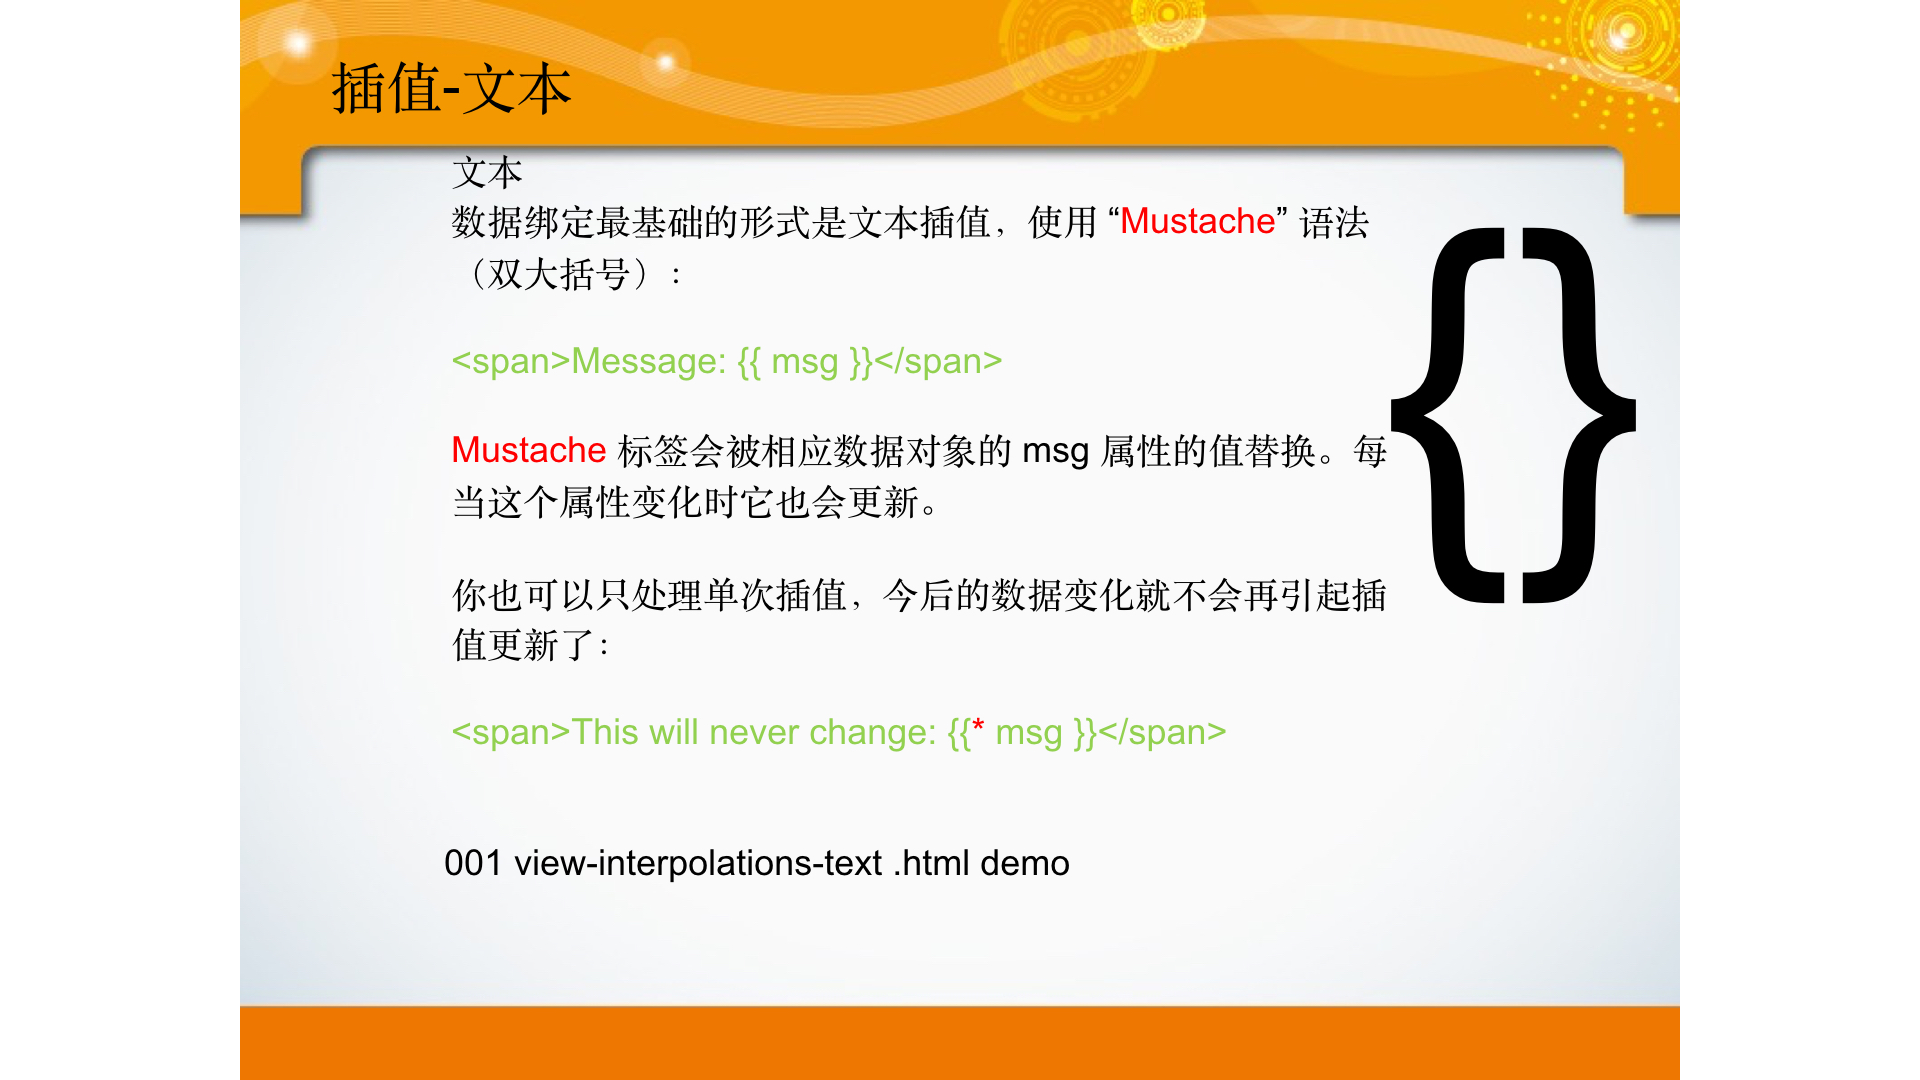 插值-文本
文本
数据绑定最基础的形式是文本插值，使用 “Mustache” 语法
（双大括号）：
<span>Message: {{ msg }}</span>
Mustache 标签会被相应数据对象的 msg 属性的值替换。每
当这个属性变化时它也会更新。
你也可以只处理单次插值，今后的数据变化就不会再引起插
值更新了：
<span>This will never change: {{* msg }}</span>
001 view-interpolations-text .html demo
{}